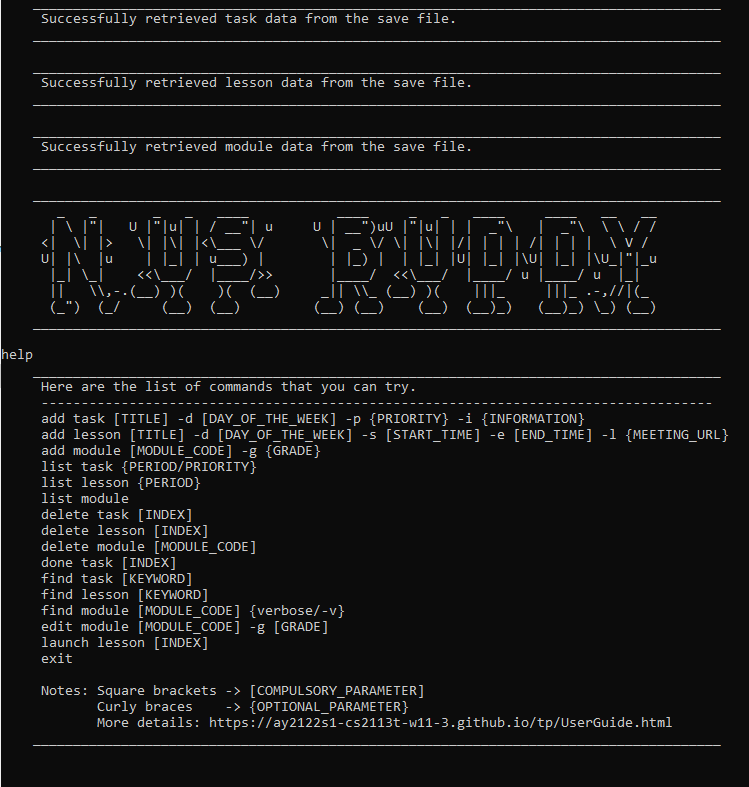 Successfully retrieved task data from the save file.
Successfully retrieved lesson data from the save file.
Successfully retrieved module data from the save file.
NUS BUDDY
help
Here are the list of commands that you can try.
add task [TITLE] -d [DAY_OF_THE_WEEK] -p {PRIORITY} -i {INFORMATION}
add lesson [TITLE] -d [DAY_OF_THE_WEEK] -s [START_TIME] -e [END_TIME] -l {MEETING_URL}
add module [MODULE_CODE] -g {GRADE}
list task {PERIOD/PRIORITY}
list lesson {PERIOD}
list module
delete task [INDEX]
delete lesson [INDEX]
delete module [MODULE_CODE]
done task [INDEX]
find task [KEYWORD]
find lesson [KEYWORD]
find module [MODULE_CODE] {verbose/-v}
edit module [MODULE_CODE] -g [GRADE]
launch lesson [INDEX]
exit
Notes: Square brackets -> [COMPULSORY_PARAMETER]
Curly braces -> {OPTIONAL_PARAMETER}
More details: https://ay2122s1-cs2113t-w11-3.github.io/tp/UserGuide.html